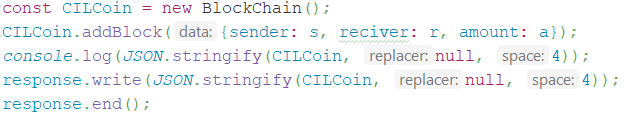 const CILCoin = new BlockChain();
CILCoin.addBlock( data: {sender: s, reciver: r, amount: a});
console.log(JSON.stringify(CILCoin, replacer: null, space: 4));
response.write(JSON.stringify(CILCoin, replacer: null, space: 4));
response.end();